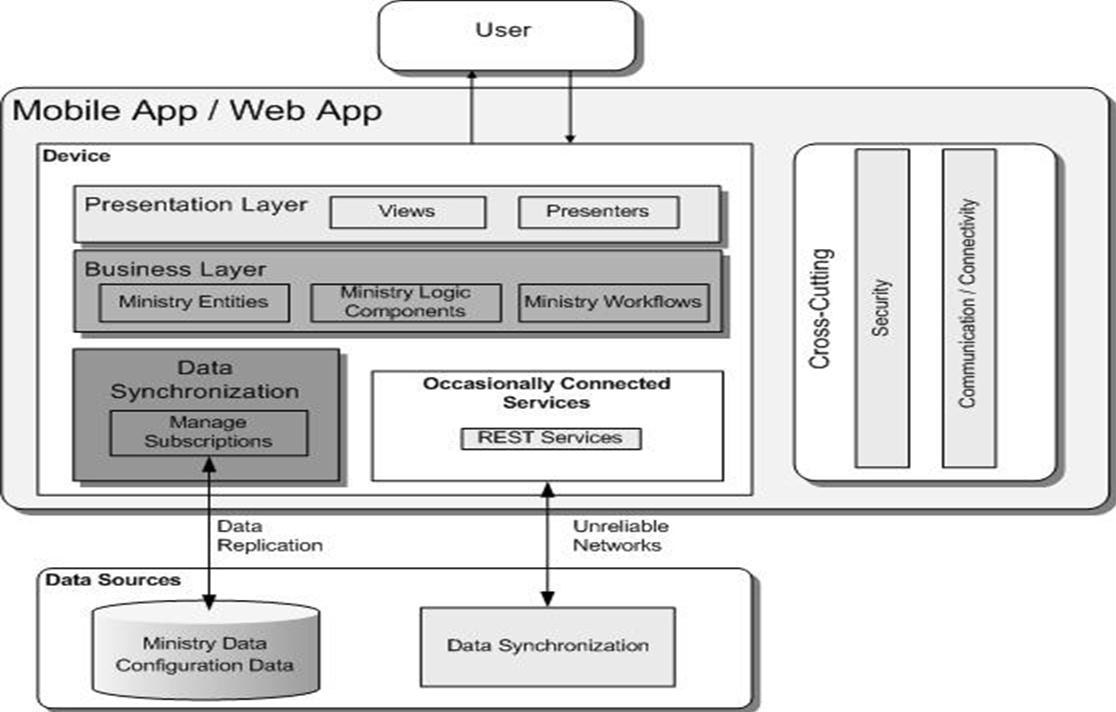 User
Mobile App / Web App
Device
Presentation Layer
Views
Presenters
Business Layer
Ministry Entities
Ministry Logic
Components
Ministry Workflows
Data
Synchronization
Manage
Subscriptions
Occasionally Connected
Services
REST Services
Cross-Cutting
Security
Communication / Connectivity
Data
Replication
Unreliable
Networks
Data Sources
Ministry Data
Configuration Data
Data Synchronization